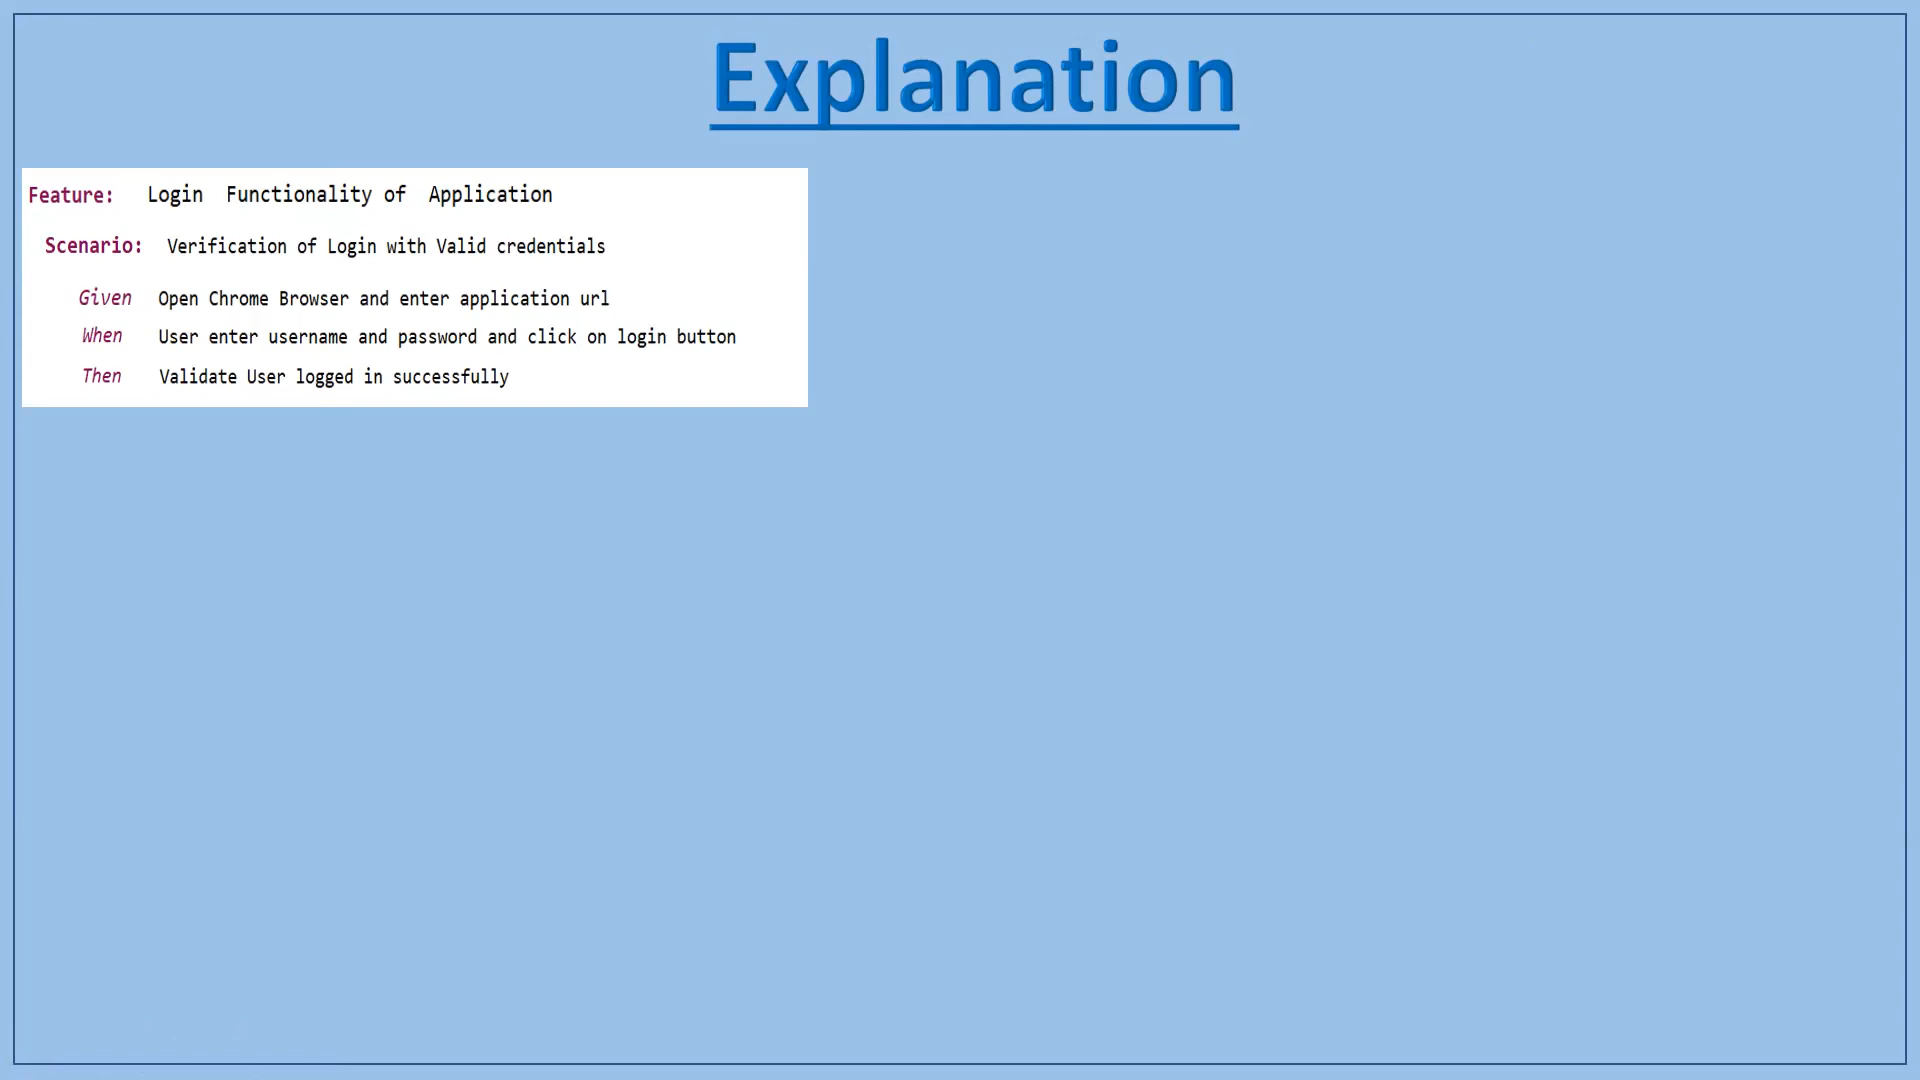 Explanation
Feature: Login Functionality of Application
Scenario: Verification of Login with Valid credentials
Given Open Chrome Browser and enter application url
When User enter username and password and click on login button
Then Validate User logged in successfully